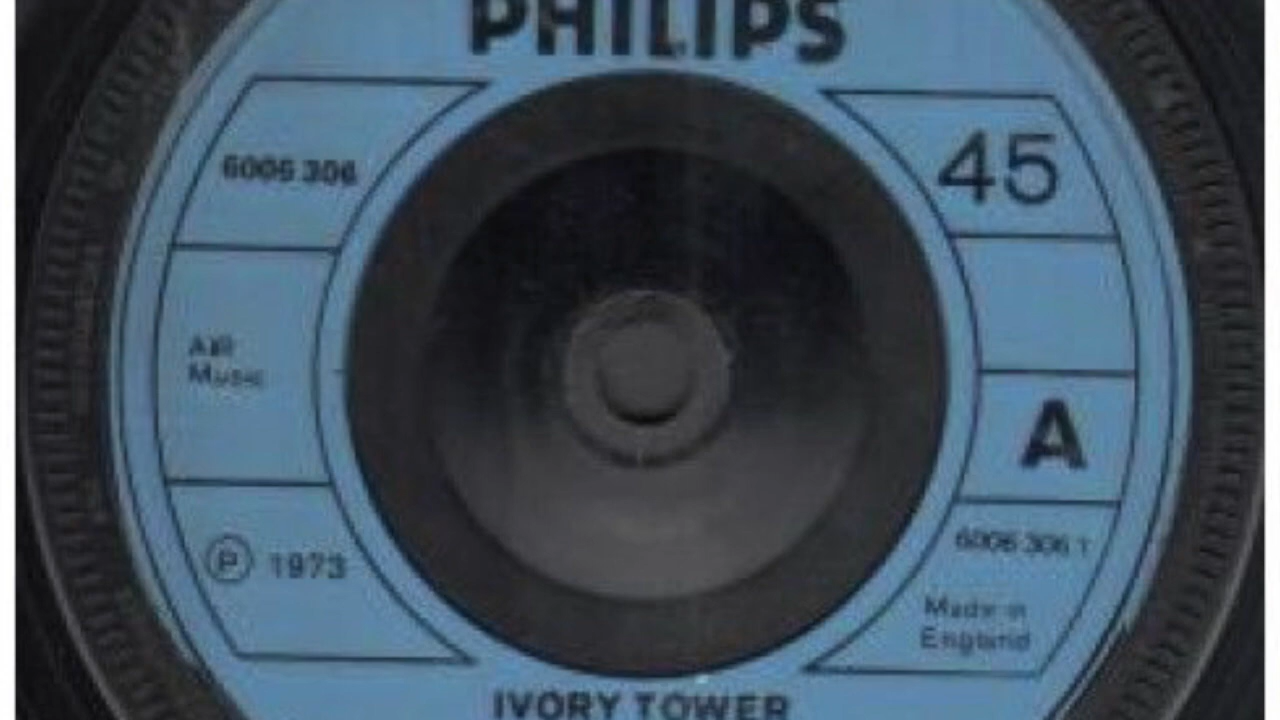 PHILIPS
6006 306
45
AIR
Music
A
Ⓟ 1973
6006 306 1
Made in
England
IVORY TOWER